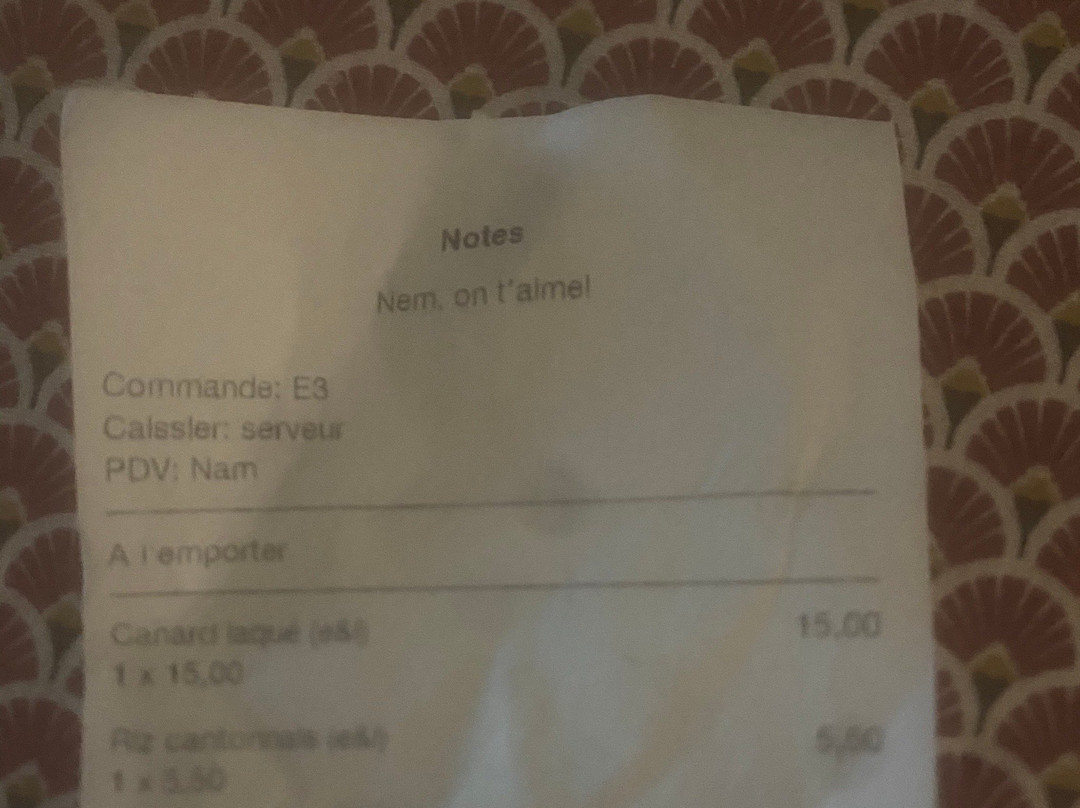 Notes
Nem, on t'aime!
Commande: E3
Caissier: serveur
PDV: Nam
A l'emporter
Canard laqué (e&l) 15,00
1 x 15,00
Riz cantonnais (e&l) 5,50
1 x 5,50